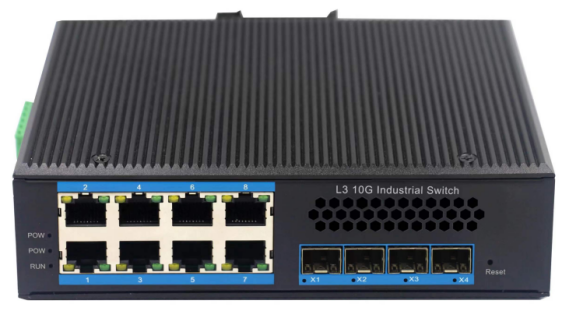 2 4 6 8
L3 10G Industrial Switch
POW
POW
RUN
1 3 5 7
X1 X2 X3 X4
Reset